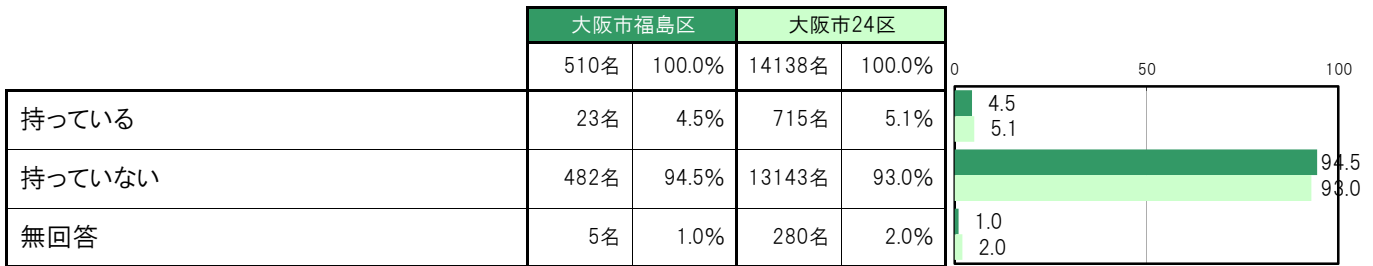 大阪市福島区 大阪市24区
510名 100.0% 14138名 100.0% 0 50 100
持っている 23名 4.5% 715名 5.1% 4.5
5.1
持っていない 482名 94.5% 13143名 93.0% 94.5
93.0
無回答 5名 1.0% 280名 2.0% 1.0
2.0